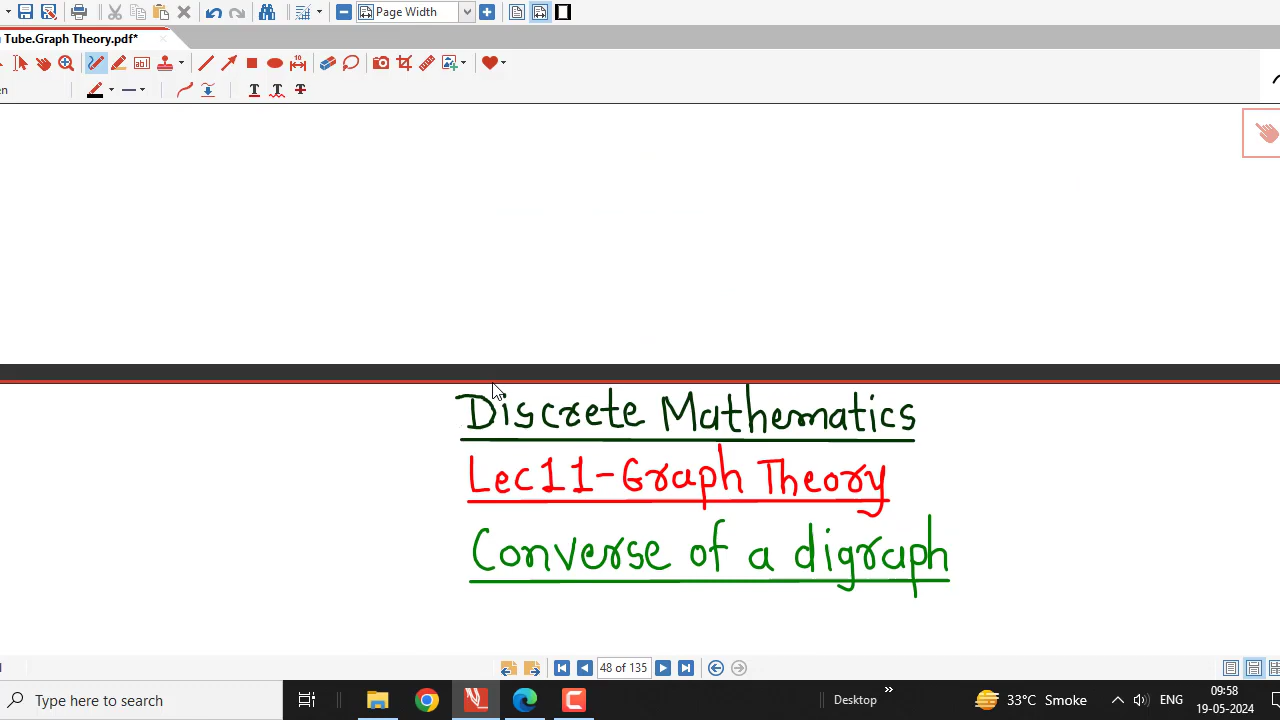 Page Width
Tube.Graph Theory.pdf*
Discrete Mathematics
Lec11-Graph Theory
Converse of a digraph
48 of 135
Type here to search
Desktop
33°C Smoke
ENG
09:58
19-05-2024